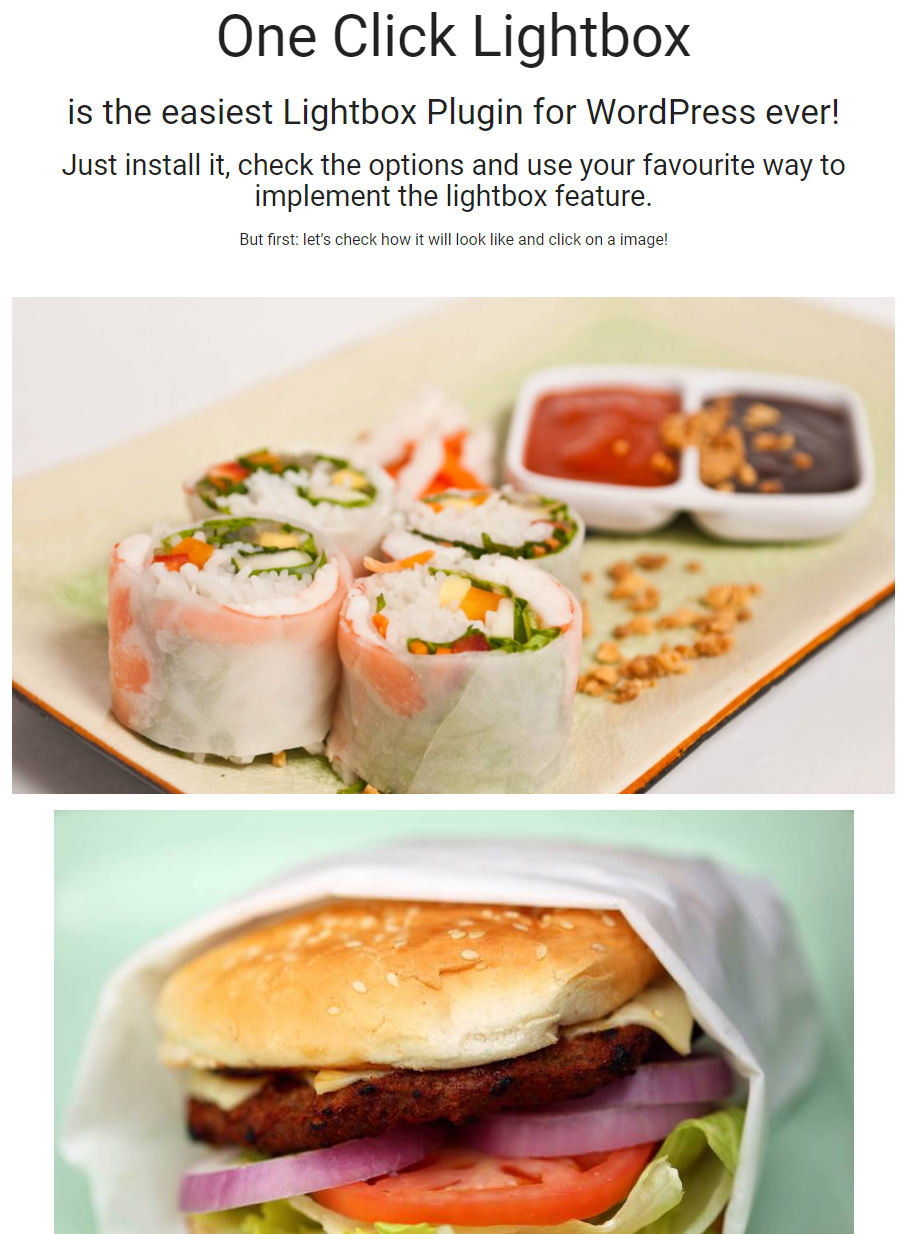 One Click Lightbox
is the easiest Lightbox Plugin for WordPress ever!
Just install it, check the options and use your favourite way to
implement the lightbox feature.
But first: let’s check how it will look like and click on a image!